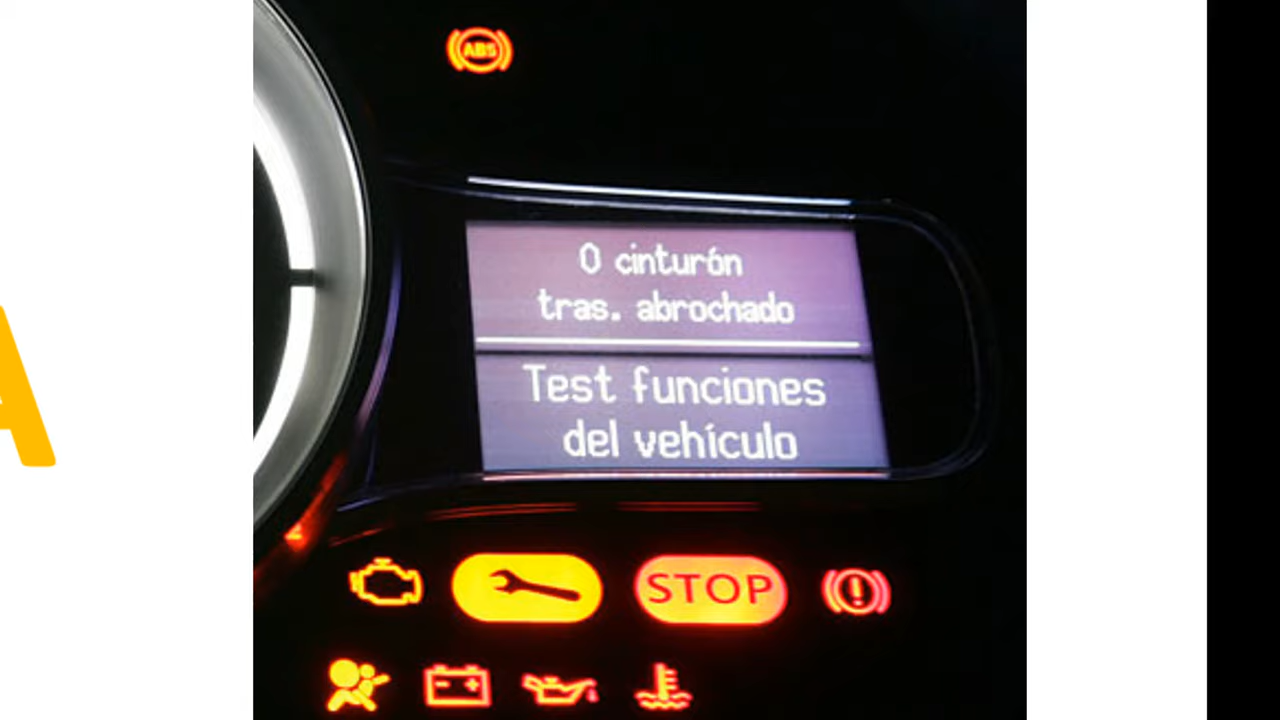 A
ABS
0 cinturón
tras. abrochado
Test funciones
del vehículo
STOP